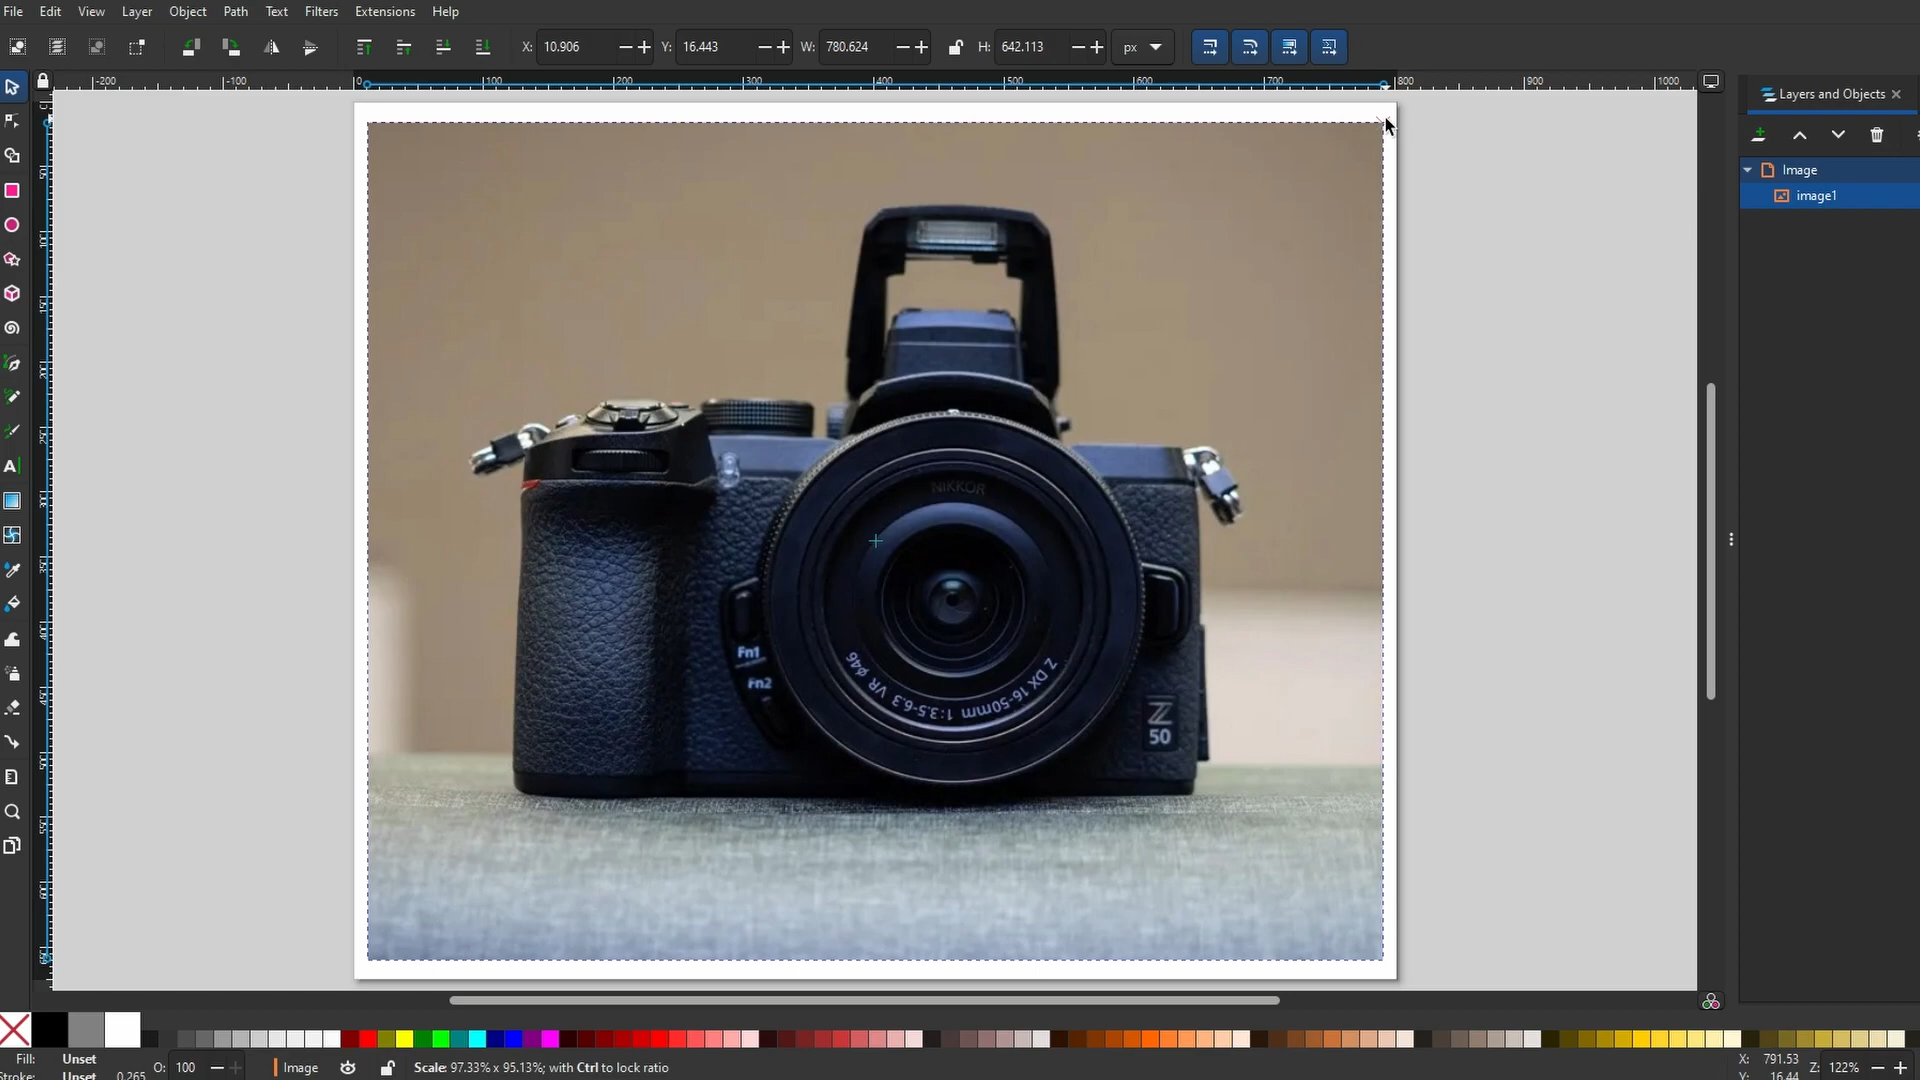 File Edit View Layer Object Path Text Filters Extensions Help
X: 10.906 Y: 16.443 W: 780.624 H: 642.113 px
-200 -100 0 100 200 300 400 500 600 700 800 900 1000
Layers and Objects
Image
image1
NIKKOR
Fn1
Fn2
Z DX 16-50mm 1:3.5-6.3 VR ø46
Z
50
Fill: Unset O: 100 Image Scale: 97.33% x 95.13%; with Ctrl to lock ratio X: 791.53 Z: 122%
Stroke: Unset 0.265 Y: 16.44